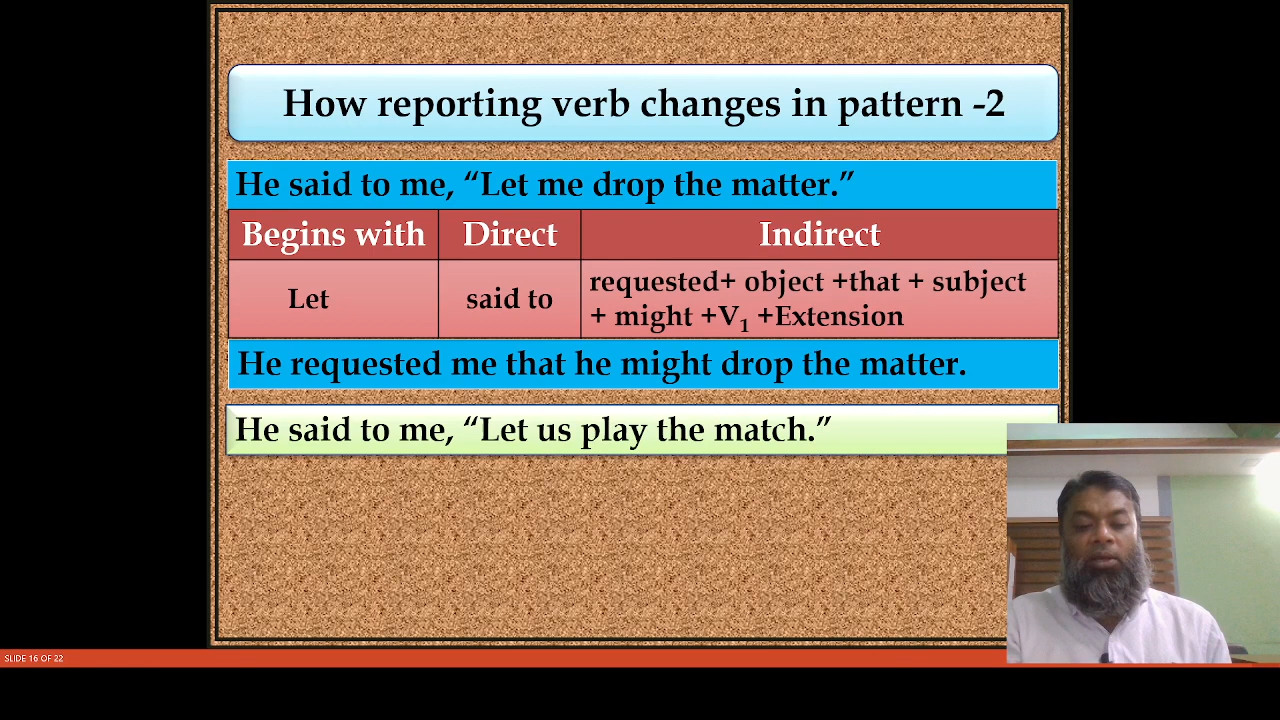 How reporting verb changes in pattern -2
He said to me, “Let me drop the matter.”
Begins with Direct Indirect
Let said to requested+ object +that + subject
+ might +V1 +Extension
He requested me that he might drop the matter.
He said to me, “Let us play the match.”
SLIDE 16 OF 22